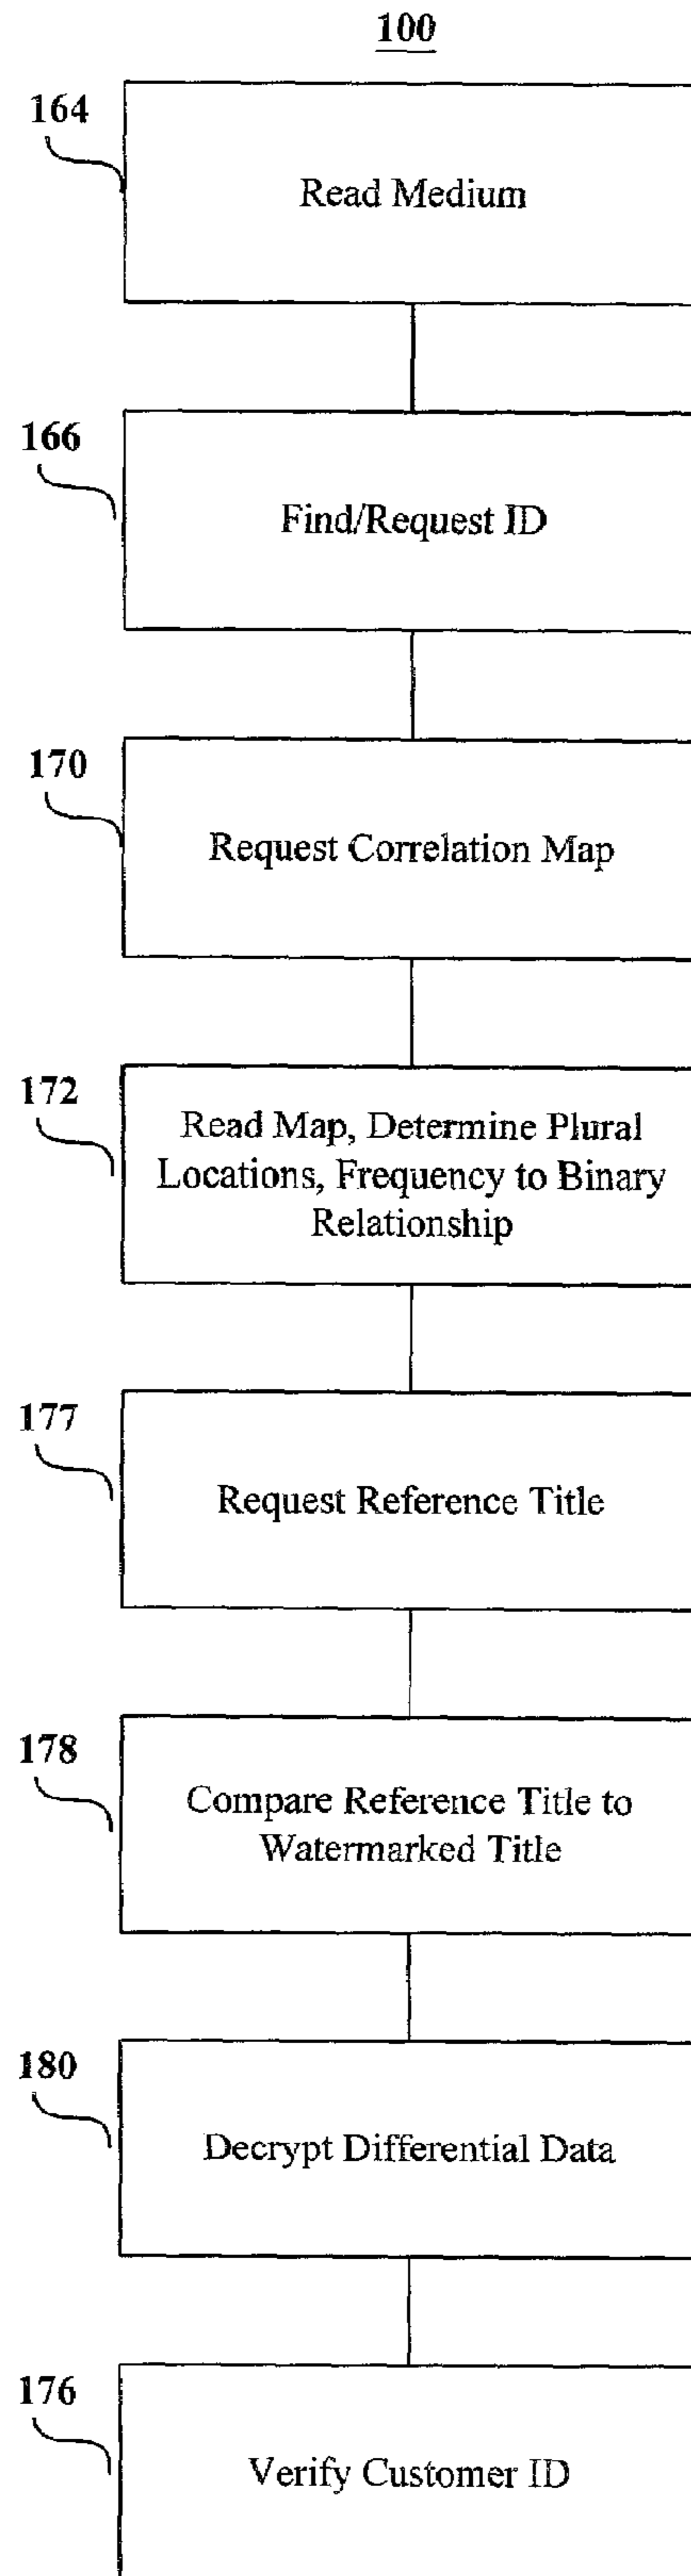 100
164
Read Medium
166
Find/Request ID
170
Request Correlation Map
172
Read Map, Determine Plural
Locations, Frequency to Binary
Relationship
177
Request Reference Title
178
Compare Reference Title to
Watermarked Title
180
Decrypt Differential Data
176
Verify Customer ID